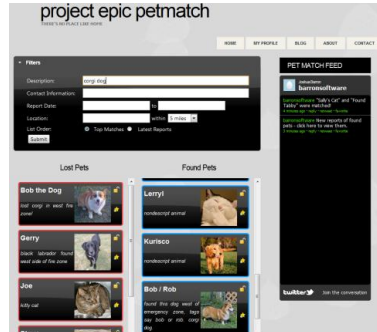 project epic petmatch
THERE'S NO PLACE LIKE HOME
HOME
MY PROFILE
BLOG
ABOUT
CONTACT
Filters
Description: corgi dog
Contact Information:
Report Date: to
Location: within 5 miles
List Order: Top Matches Latest Reports
Submit
Lost Pets
Bob the Dog
lost corgi in west fire
zone!
Gerry
black labrador found
west side of fire zone
Joe
kitty cat
Found Pets
Lerryl
nondescript animal
Kurisco
nondescript animal
Bob / Rob
found this dog west of
emergency zone, tags
say bob or rob. corgi
dog
PET MATCH FEED
barronsoftware
barronsoftware "Sally's Cat" and "Found
Tabby" were matched!
barronsoftware New reports of found
pets - click here to view them.
twitter
Join the conversation